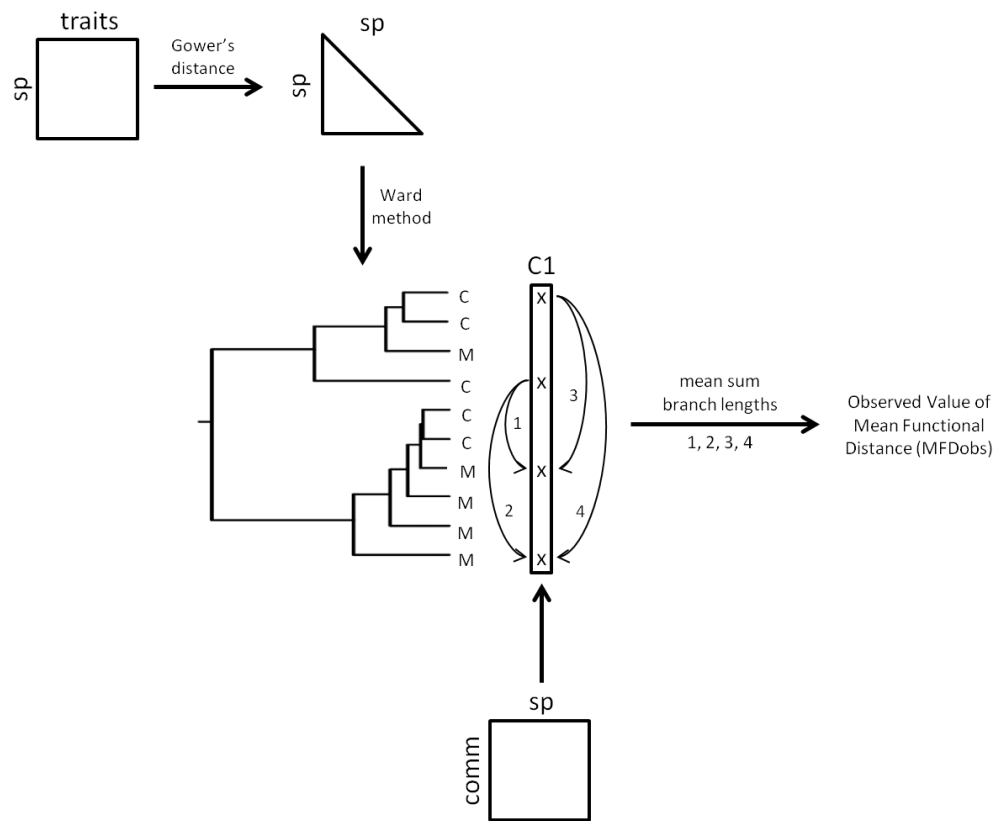 traits
sp
Gower's
distance
sp
sp
Ward
method
C1
C
C
M
C
C
C
M
M
M
M
x
x
x
x
1
2
3
4
mean sum
branch lengths
1, 2, 3, 4
Observed Value of
Mean Functional
Distance (MFDobs)
sp
comm